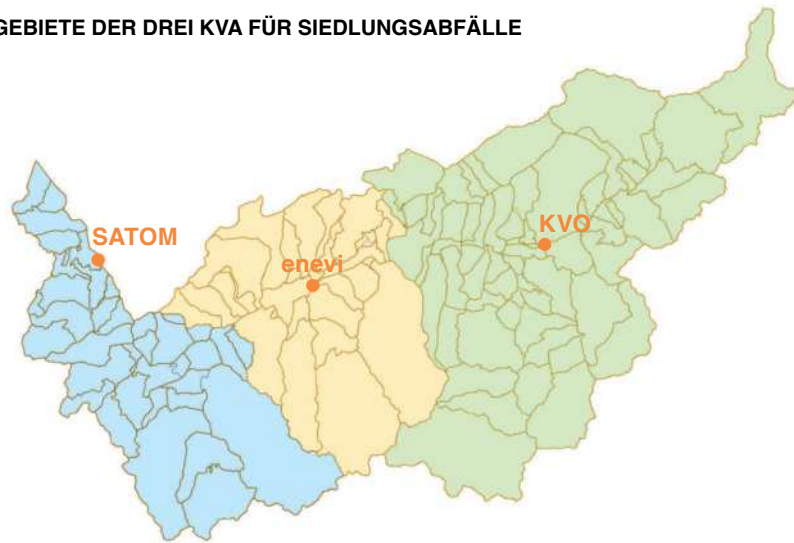 GEBIETE DER DREI KVA FÜR SIEDLUNGSABFÄLLE
SATOM
enevi
KVO